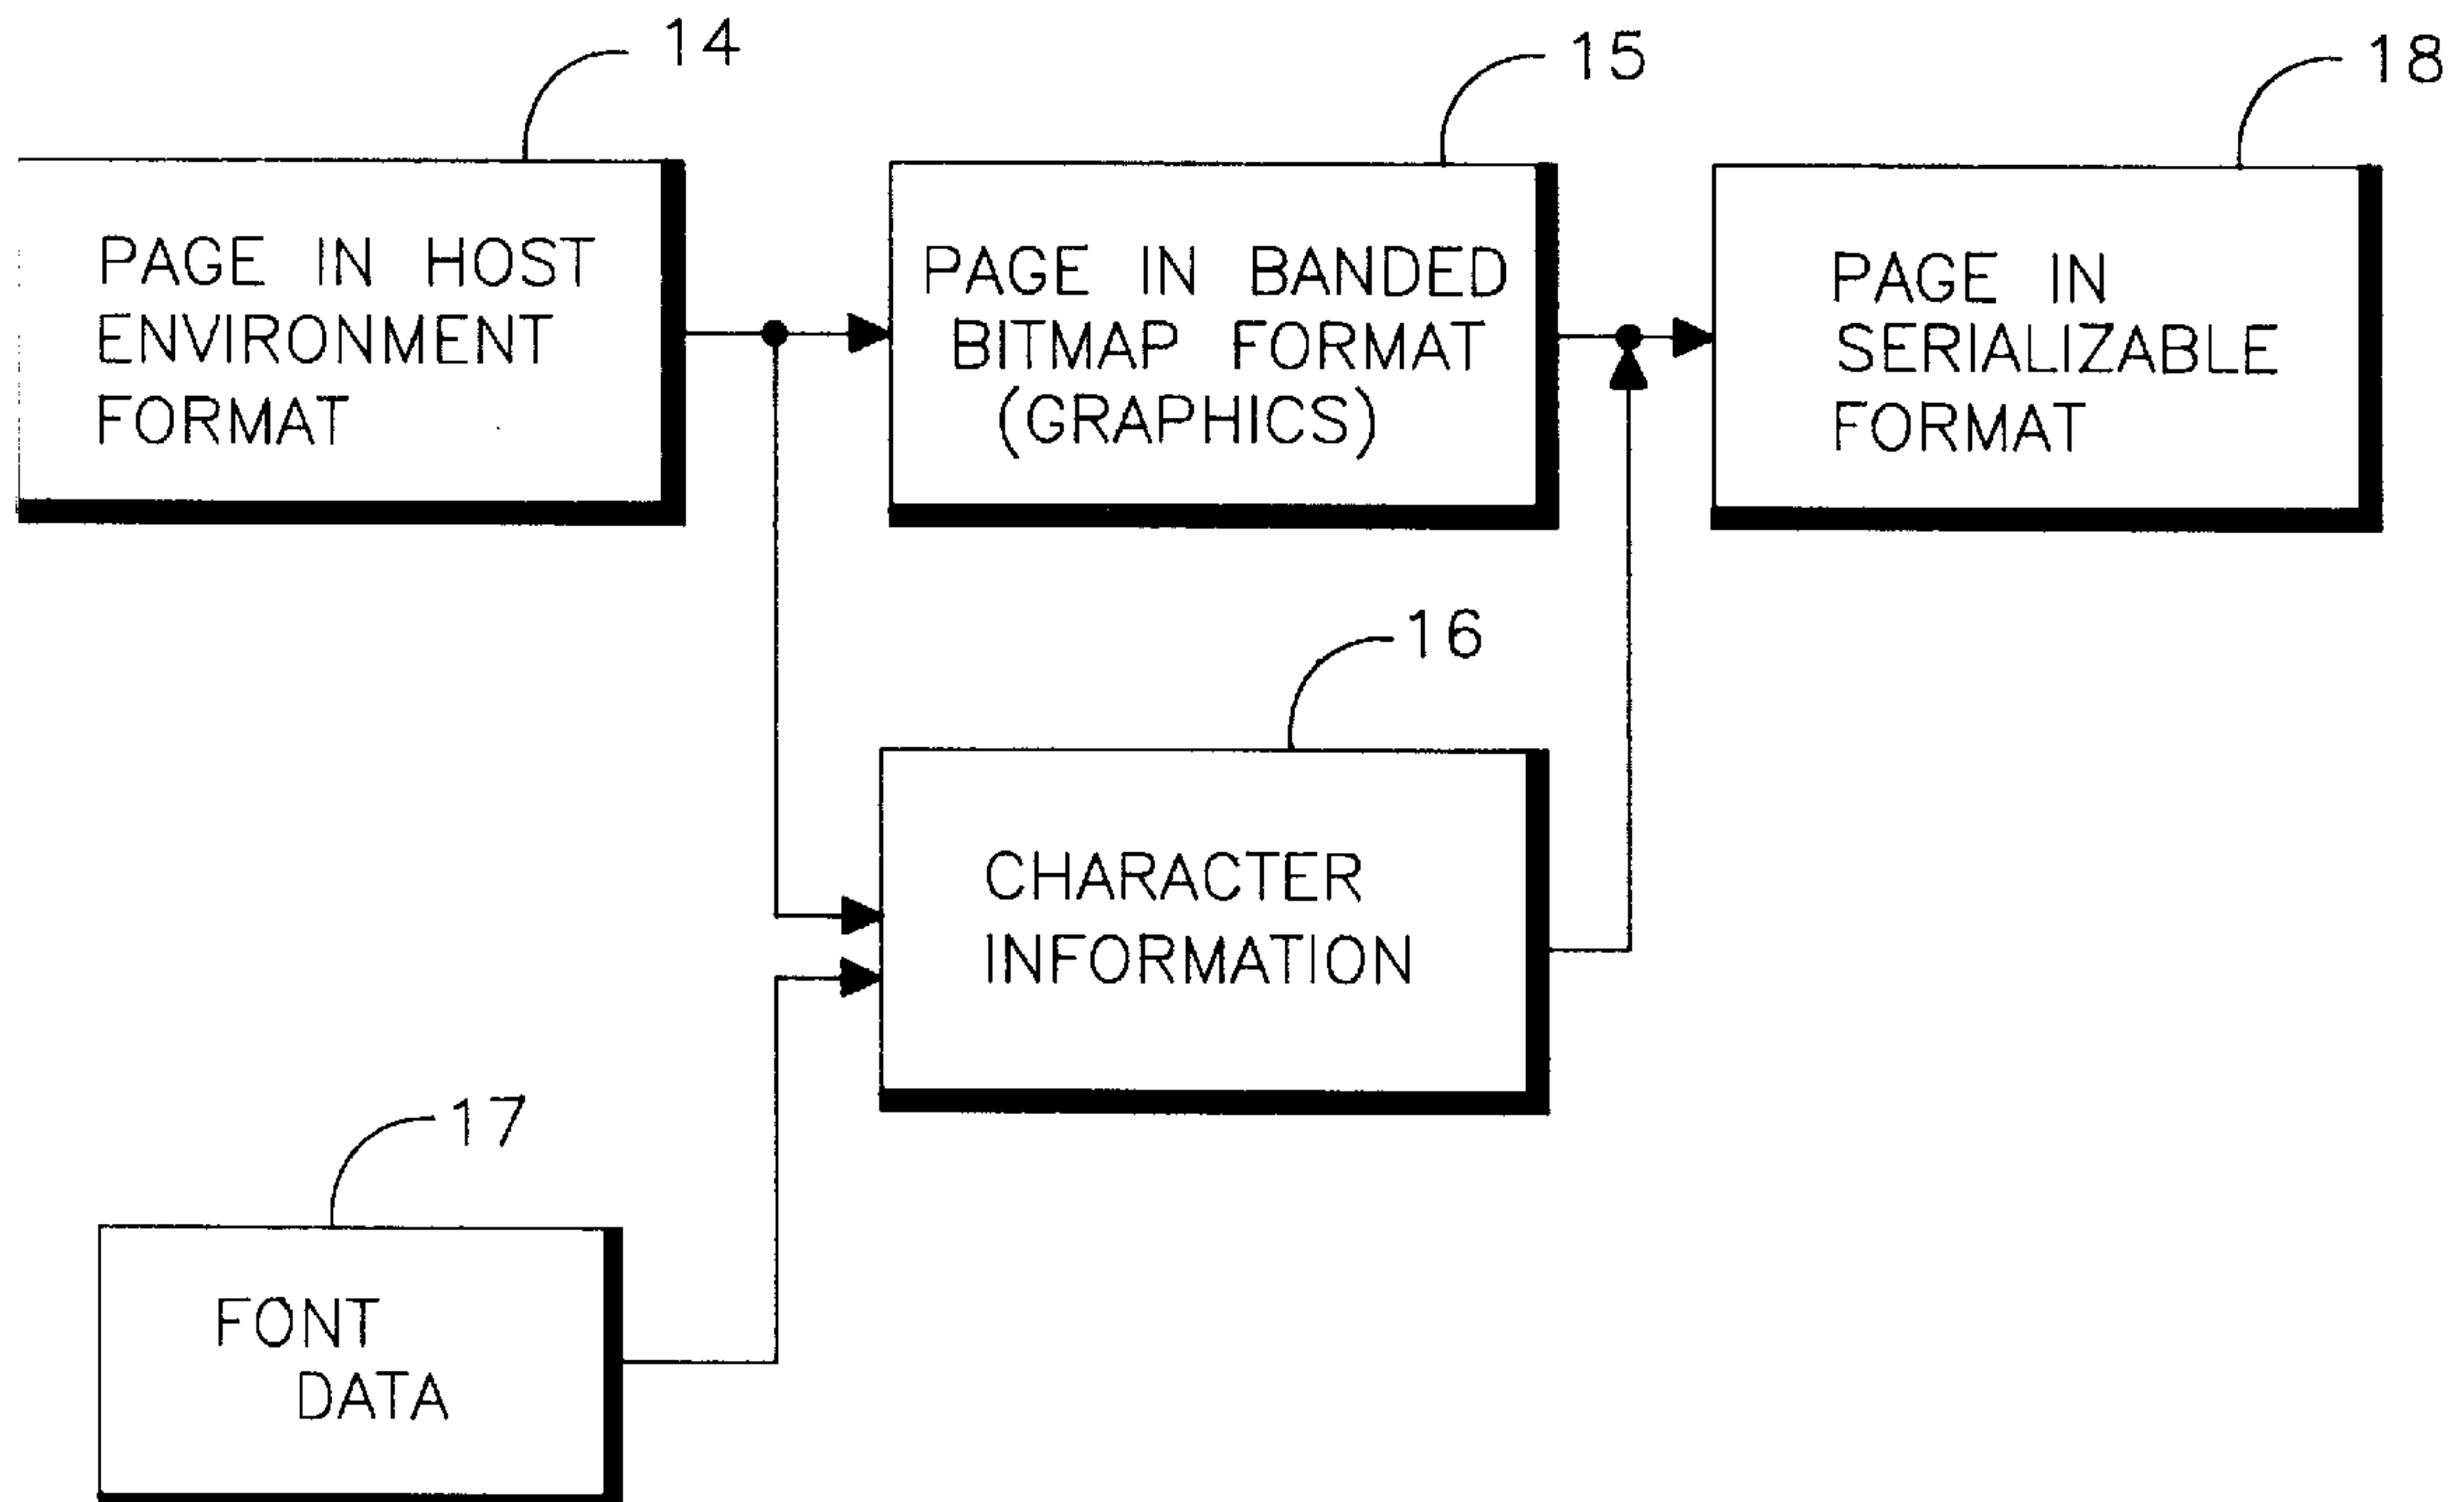 14
PAGE IN HOST
ENVIRONMENT
FORMAT
15
PAGE IN BANDED
BITMAP FORMAT
(GRAPHICS)
18
PAGE IN
SERIALIZABLE
FORMAT
16
CHARACTER
INFORMATION
17
FONT
DATA